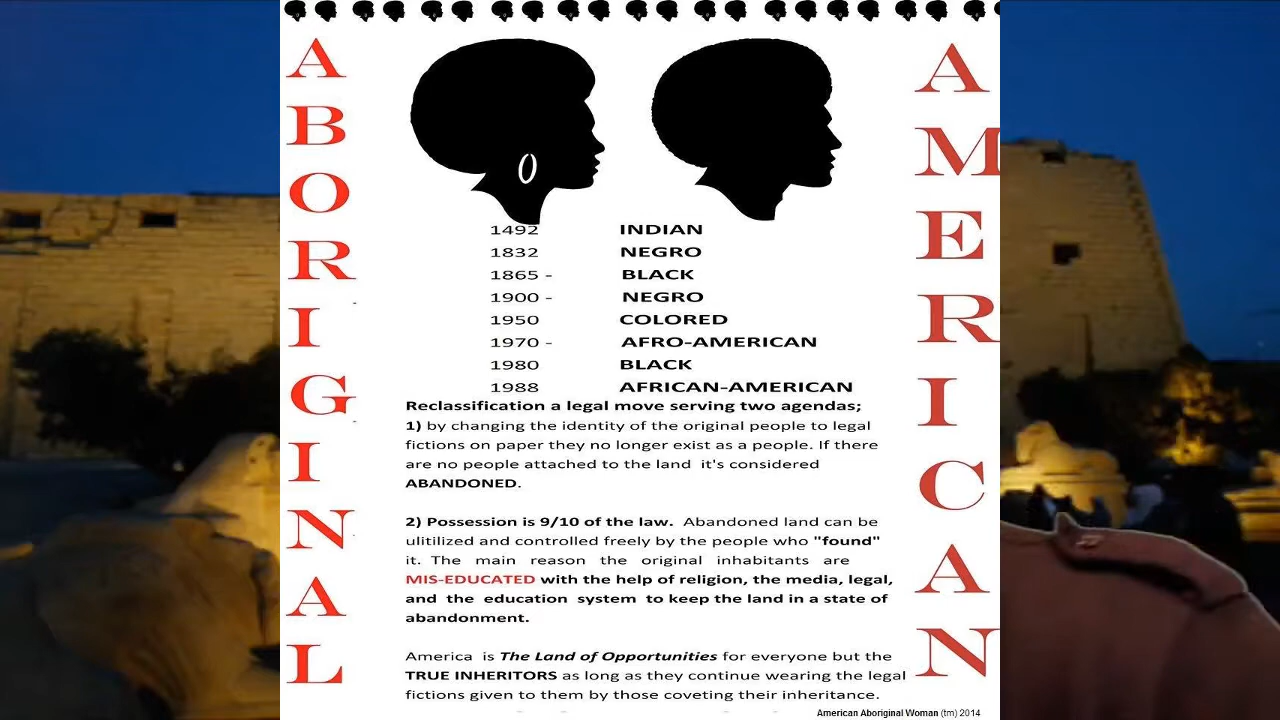 ABORIGINAL
AMERICAN
1492 INDIAN
1832 NEGRO
1865 - BLACK
1900 - NEGRO
1950 COLORED
1970 - AFRO-AMERICAN
1980 BLACK
1988 AFRICAN-AMERICAN
Reclassification a legal move serving two agendas;
1) by changing the identity of the original people to legal
fictions on paper they no longer exist as a people. If there
are no people attached to the land it's considered
ABANDONED.
2) Possession is 9/10 of the law. Abandoned land can be
ulitilized and controlled freely by the people who "found"
it. The main reason the original inhabitants are
MIS-EDUCATED with the help of religion, the media, legal,
and the education system to keep the land in a state of
abandonment.
America is The Land of Opportunities for everyone but the
TRUE INHERITORS as long as they continue wearing the legal
fictions given to them by those coveting their inheritance.
American Aboriginal Woman (tm) 2014